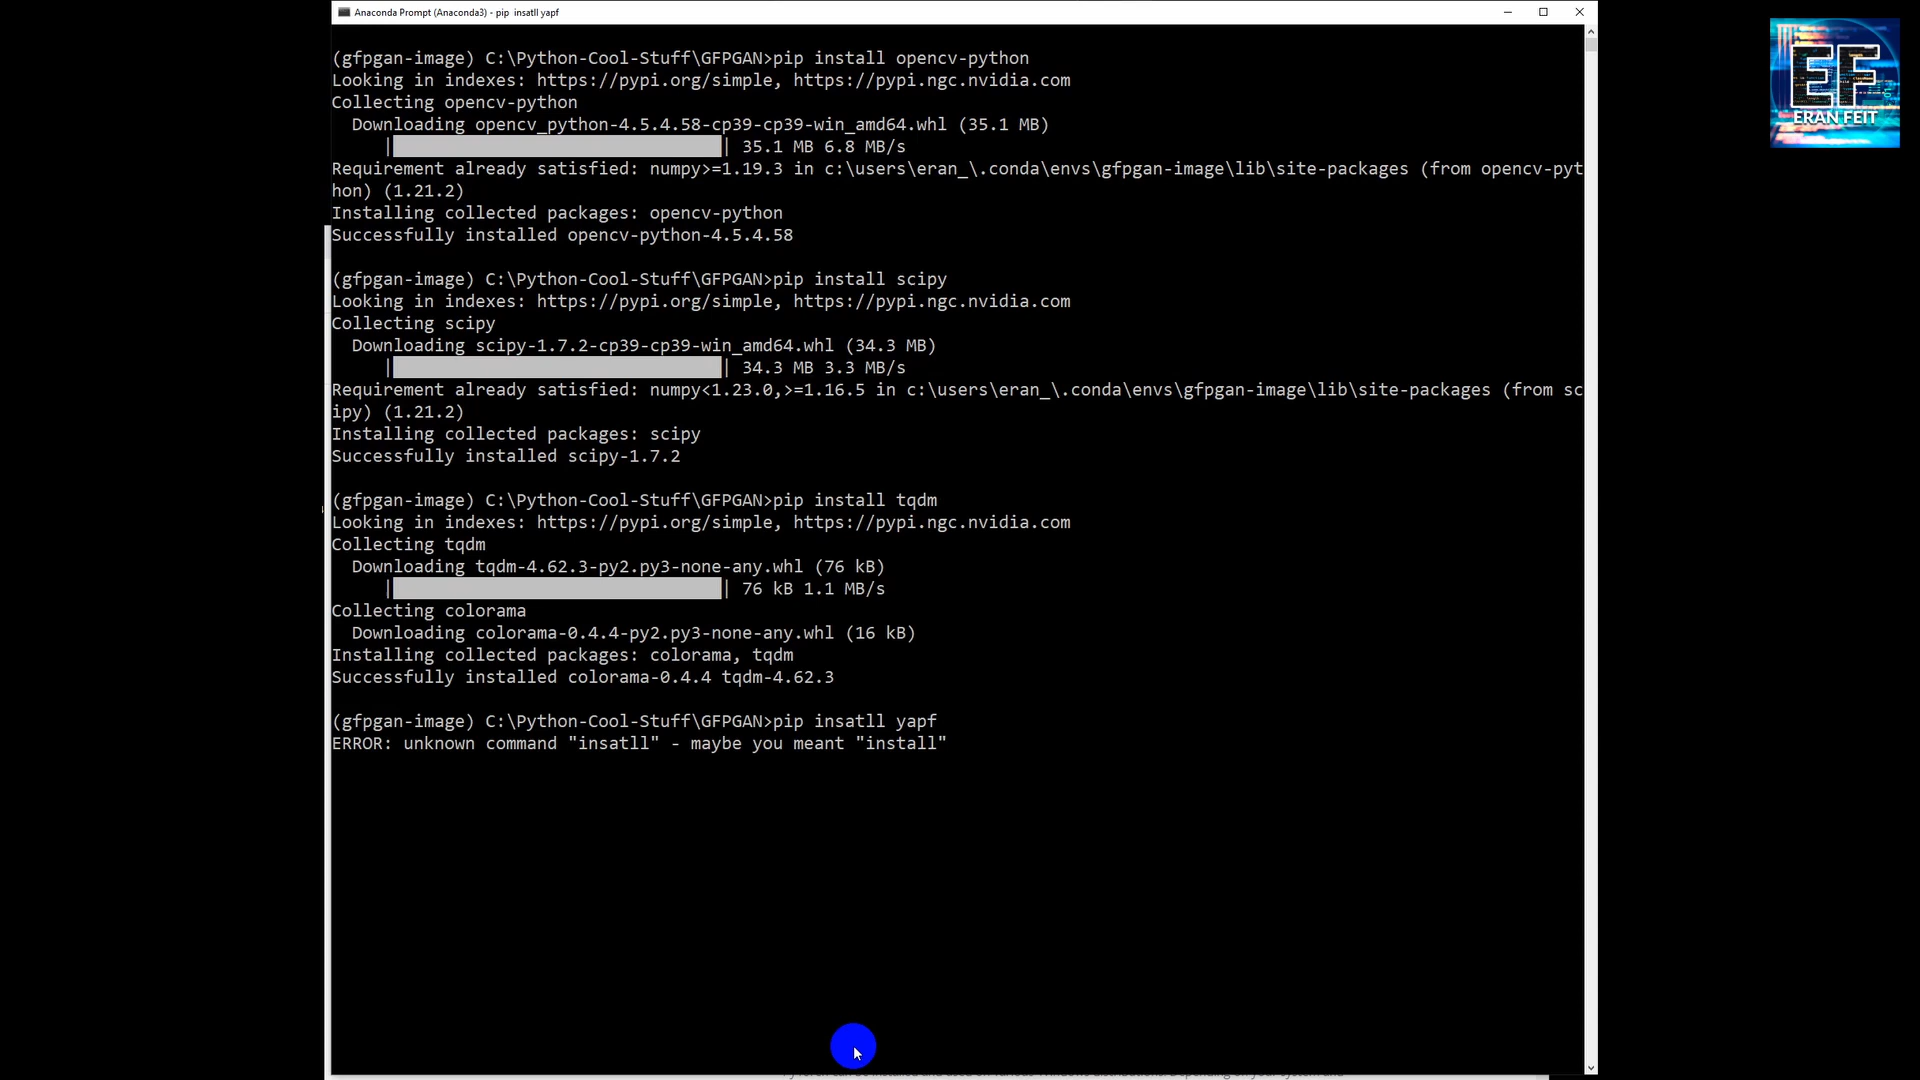 Anaconda Prompt (Anaconda3) - pip  insatll yapf
EF
ERAN FEIT
(gfpgan-image) C:\Python-Cool-Stuff\GFPGAN>pip install opencv-python
Looking in indexes: https://pypi.org/simple, https://pypi.ngc.nvidia.com
Collecting opencv-python
  Downloading opencv_python-4.5.4.58-cp39-cp39-win_amd64.whl (35.1 MB)
| | 35.1 MB 6.8 MB/s
Requirement already satisfied: numpy>=1.19.3 in c:\users\eran_\.conda\envs\gfpgan-image\lib\site-packages (from opencv-pyt
hon) (1.21.2)
Installing collected packages: opencv-python
Successfully installed opencv-python-4.5.4.58
(gfpgan-image) C:\Python-Cool-Stuff\GFPGAN>pip install scipy
Looking in indexes: https://pypi.org/simple, https://pypi.ngc.nvidia.com
Collecting scipy
  Downloading scipy-1.7.2-cp39-cp39-win_amd64.whl (34.3 MB)
| | 34.3 MB 3.3 MB/s
Requirement already satisfied: numpy<1.23.0,>=1.16.5 in c:\users\eran_\.conda\envs\gfpgan-image\lib\site-packages (from sc
ipy) (1.21.2)
Installing collected packages: scipy
Successfully installed scipy-1.7.2
(gfpgan-image) C:\Python-Cool-Stuff\GFPGAN>pip install tqdm
Looking in indexes: https://pypi.org/simple, https://pypi.ngc.nvidia.com
Collecting tqdm
  Downloading tqdm-4.62.3-py2.py3-none-any.whl (76 kB)
| | 76 kB 1.1 MB/s
Collecting colorama
  Downloading colorama-0.4.4-py2.py3-none-any.whl (16 kB)
Installing collected packages: colorama, tqdm
Successfully installed colorama-0.4.4 tqdm-4.62.3
(gfpgan-image) C:\Python-Cool-Stuff\GFPGAN>pip insatll yapf
ERROR: unknown command "insatll" - maybe you meant "install"